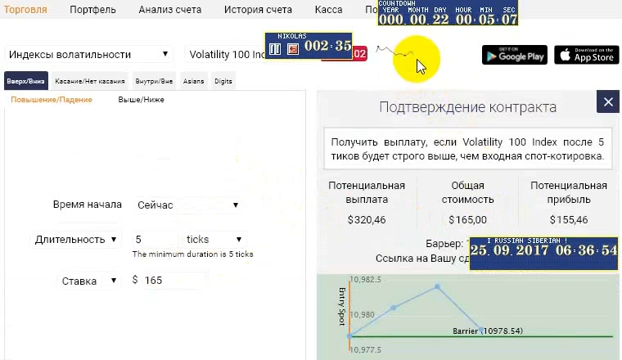 Торговля Портфель Анализ счета История счета Касса
COUNTDOWN
YEAR MONTH DAY HOUR MIN SEC
000 00 22 00:05:07
Индексы волатильности
Volatility 100 Ind
NIKOLAS
002:35
02
GET IT ON
Google Play
Download on the
App Store
Вверх/Вниз Касание/Нет касания Внутри/Вне Asians Digits
Повышение/Падение Выше/Ниже
Время начала Сейчас
Длительность 5 ticks
The minimum duration is 5 ticks
Ставка $ 165
Подтверждение контракта
Получить выплату, если Volatility 100 Index после 5
тиков будет строго выше, чем входная спот-котировка.
Потенциальная выплата
$320,46
Общая стоимость
$165,00
Потенциальная прибыль
$155,46
Барьер:
Ссылка на Вашу
I RUSSIAN SIBERIAN !
25.09.2017 06:36:54
10,982.5
10,980
10,977.5
Entry Spot
Barrier (10978.54)